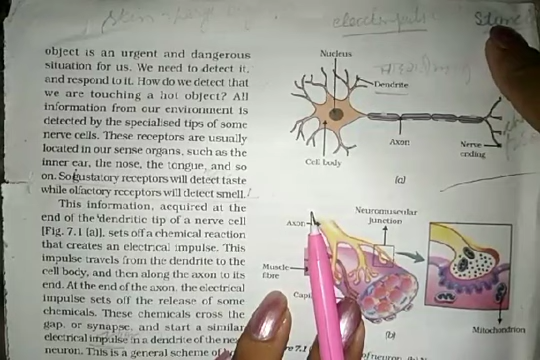 object is an urgent and dangerous
situation for us. We need to detect it,
and respond to it. How do we detect that
we are touching a hot object? All
information from our environment is
detected by the specialised tips of some
nerve cells. These receptors are usually
located in our sense organs, such as the
inner ear, the nose, the tongue, and so
on. So gustatory receptors will detect taste
while olfactory receptors will detect smell.
This information, acquired at the
end of the dendritic tip of a nerve cell
[Fig. 7.1 (a)], sets off a chemical reaction
that creates an electrical impulse. This
impulse travels from the dendrite to the
cell body, and then along the axon to its
end. At the end of the axon, the electrical
impulse sets off the release of some
chemicals. These chemicals cross the
gap, or synapse, and start a similar
electrical impulse in a dendrite of the
neuron. This is a general scheme of
Nucleus
Dendrite
Axon
Nerve
ending
Cell body
(a)
Neuromuscular
junction
Axon
Muscle
fibre
(b)
Mitochondrion
7.1